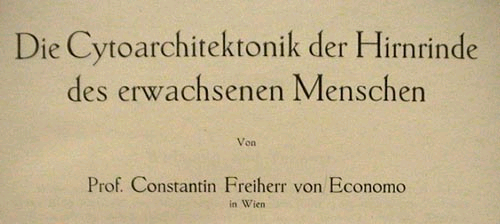 Die Cytoarchitektonik der Hirnrinde
des erwachsenen Menschen
Von
Prof. Constantin Freiherr von Economo
in Wien